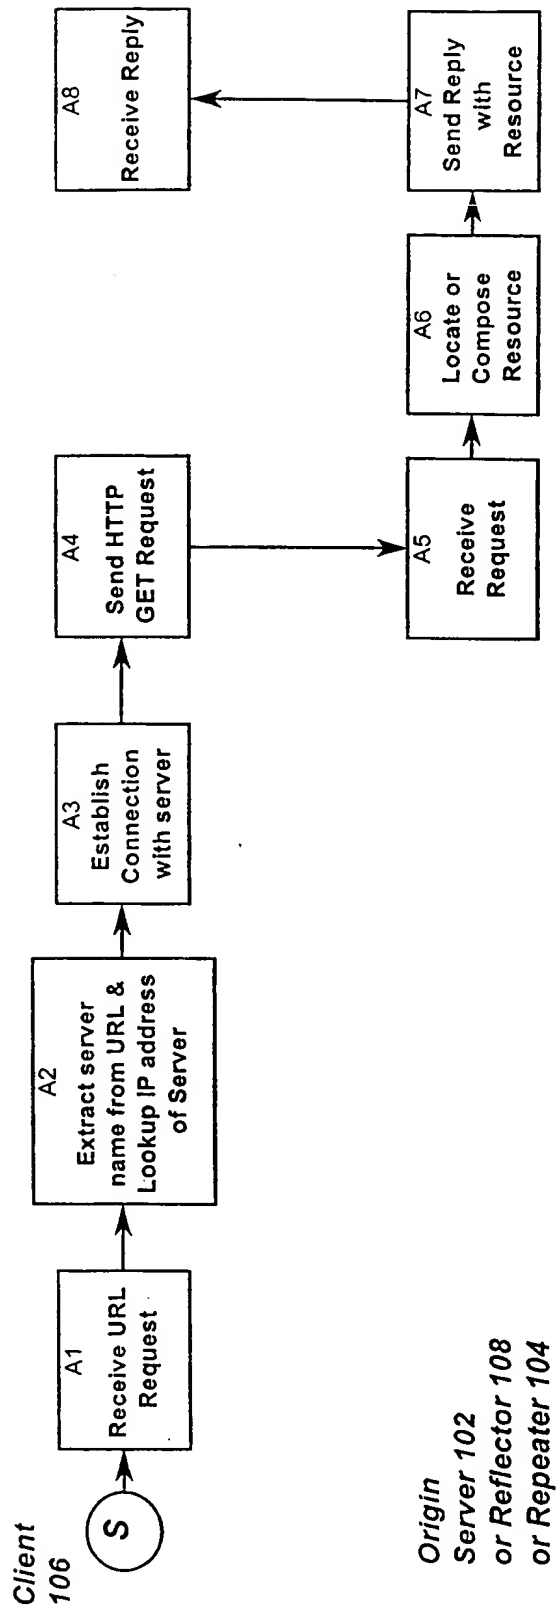 Client
106
S
A1
Receive URL
Request
A2
Extract server
name from URL &
Lookup IP address
of Server
A3
Establish
Connection
with server
A4
Send HTTP
GET Request
A8
Receive Reply
Origin
Server 102
or Reflector 108
or Repeater 104
A5
Receive
Request
A6
Locate or
Compose
Resource
A7
Send Reply
with
Resource